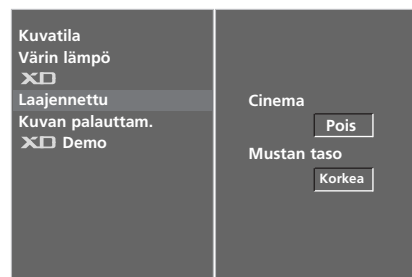 Kuvatila
Värin lämpö
XD
Laajennettu
Kuvan palauttam.
XD Demo
Cinema
Pois
Mustan taso
Korkea